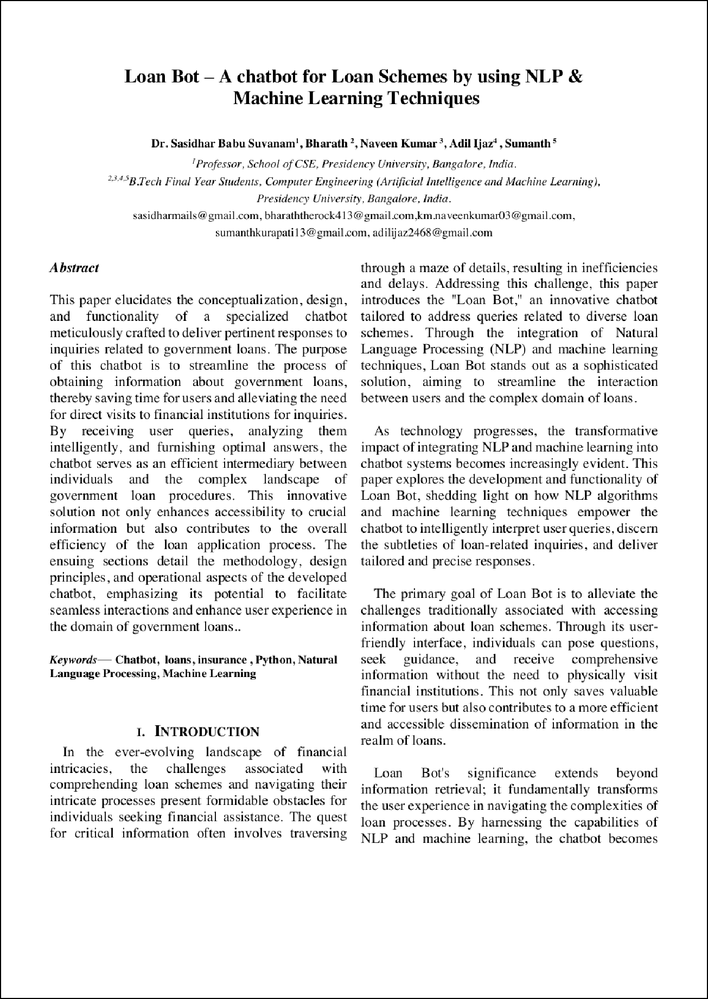 Loan Bot – A chatbot for Loan Schemes by using NLP &
Machine Learning Techniques
Dr. Sasidhar Babu Suvanam1, Bharath 2, Naveen Kumar 3, Adil Ijaz4 , Sumanth 5
1Professor, School of CSE, Presidency University, Bangalore, India.
2,3,4,5B.Tech Final Year Students, Computer Engineering (Artificial Intelligence and Machine Learning),
Presidency University, Bangalore, India.
sasidharmails@gmail.com, bharaththerock413@gmail.com,km.naveenkumar03@gmail.com,
sumanthkurapati13@gmail.com, adilijaz2468@gmail.com
Abstract
This paper elucidates the conceptualization, design,
and functionality of a specialized chatbot
meticulously crafted to deliver pertinent responses to
inquiries related to government loans. The purpose
of this chatbot is to streamline the process of
obtaining information about government loans,
thereby saving time for users and alleviating the need
for direct visits to financial institutions for inquiries.
By receiving user queries, analyzing them
intelligently, and furnishing optimal answers, the
chatbot serves as an efficient intermediary between
individuals and the complex landscape of
government loan procedures. This innovative
solution not only enhances accessibility to crucial
information but also contributes to the overall
efficiency of the loan application process. The
ensuing sections detail the methodology, design
principles, and operational aspects of the developed
chatbot, emphasizing its potential to facilitate
seamless interactions and enhance user experience in
the domain of government loans..
Keywords— Chatbot, loans, insurance , Python, Natural
Language Processing, Machine Learning
I. INTRODUCTION
In the ever-evolving landscape of financial
intricacies, the challenges associated with
comprehending loan schemes and navigating their
intricate processes present formidable obstacles for
individuals seeking financial assistance. The quest
for critical information often involves traversing
through a maze of details, resulting in inefficiencies
and delays. Addressing this challenge, this paper
introduces the "Loan Bot," an innovative chatbot
tailored to address queries related to diverse loan
schemes. Through the integration of Natural
Language Processing (NLP) and machine learning
techniques, Loan Bot stands out as a sophisticated
solution, aiming to streamline the interaction
between users and the complex domain of loans.
As technology progresses, the transformative
impact of integrating NLP and machine learning into
chatbot systems becomes increasingly evident. This
paper explores the development and functionality of
Loan Bot, shedding light on how NLP algorithms
and machine learning techniques empower the
chatbot to intelligently interpret user queries, discern
the subtleties of loan-related inquiries, and deliver
tailored and precise responses.
The primary goal of Loan Bot is to alleviate the
challenges traditionally associated with accessing
information about loan schemes. Through its user-
friendly interface, individuals can pose questions,
seek guidance, and receive comprehensive
information without the need to physically visit
financial institutions. This not only saves valuable
time for users but also contributes to a more efficient
and accessible dissemination of information in the
realm of loans.
Loan Bot's significance extends beyond
information retrieval; it fundamentally transforms
the user experience in navigating the complexities of
loan processes. By harnessing the capabilities of
NLP and machine learning, the chatbot becomes